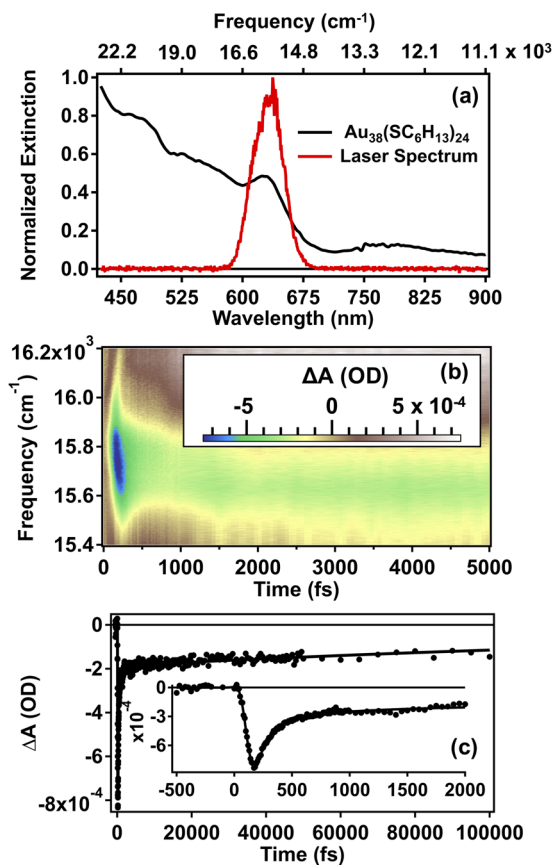 Frequency (cm⁻¹)
22.2 19.0 16.6 14.8 13.3 12.1 11.1 x 10³
Normalized Extinction
1.0
0.8
0.6
0.4
0.2
0.0
(a)
Au₃₈(SC₆H₁₃)₂₄
Laser Spectrum
450 525 600 675 750 825 900
Wavelength (nm)
Frequency (cm⁻¹)
16.2x10³
16.0
15.8
15.6
15.4
(b)
ΔA (OD)
-5 0 5 x 10⁻⁴
0 1000 2000 3000 4000 5000
Time (fs)
ΔA (OD)
0
-2
-4
-6
-8x10⁻⁴
x10⁻⁴
0
-3
-6
(c)
-500 0 500 1000 1500 2000
0 20000 40000 60000 80000 100000
Time (fs)